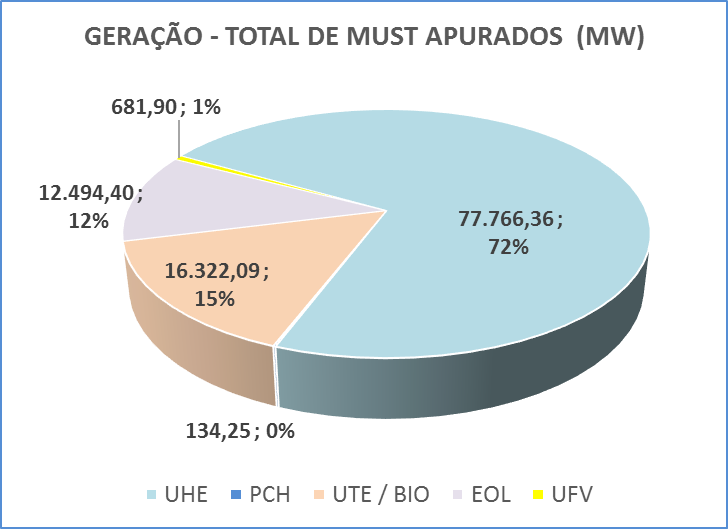 GERAÇÃO - TOTAL DE MUST APURADOS (MW)
681,90 ; 1%
12.494,40 ;
12%
77.766,36 ;
72%
16.322,09 ;
15%
134,25 ; 0%
UHE PCH UTE / BIO EOL UFV